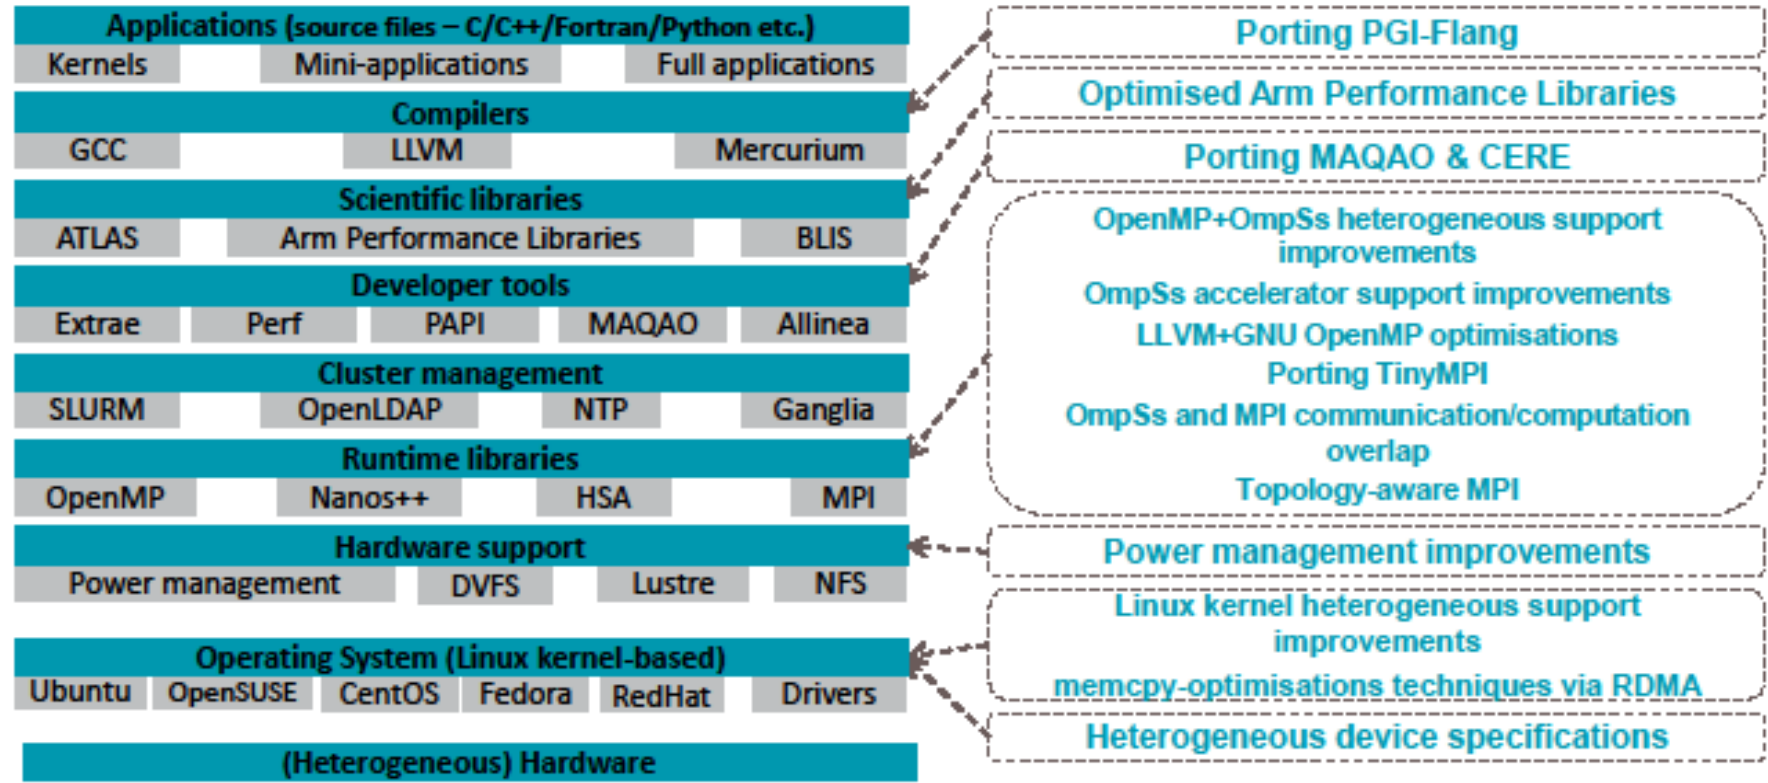 Applications (source files – C/C++/Fortran/Python etc.)
Kernels
Mini-applications
Full applications
Compilers
GCC
LLVM
Mercurium
Scientific libraries
ATLAS
Arm Performance Libraries
BLIS
Developer tools
Extrae
Perf
PAPI
MAQAO
Allinea
Cluster management
SLURM
OpenLDAP
NTP
Ganglia
Runtime libraries
OpenMP
Nanos++
HSA
MPI
Hardware support
Power management
DVFS
Lustre
NFS
Operating System (Linux kernel-based)
Ubuntu
OpenSUSE
CentOS
Fedora
RedHat
Drivers
(Heterogeneous) Hardware
Porting PGI-Flang
Optimised Arm Performance Libraries
Porting MAQAO & CERE
OpenMP+OmpSs heterogeneous support
improvements
OmpSs accelerator support improvements
LLVM+GNU OpenMP optimisations
Porting TinyMPI
OmpSs and MPI communication/computation
overlap
Topology-aware MPI
Power management improvements
Linux kernel heterogeneous support
improvements
memcpy-optimisations techniques via RDMA
Heterogeneous device specifications